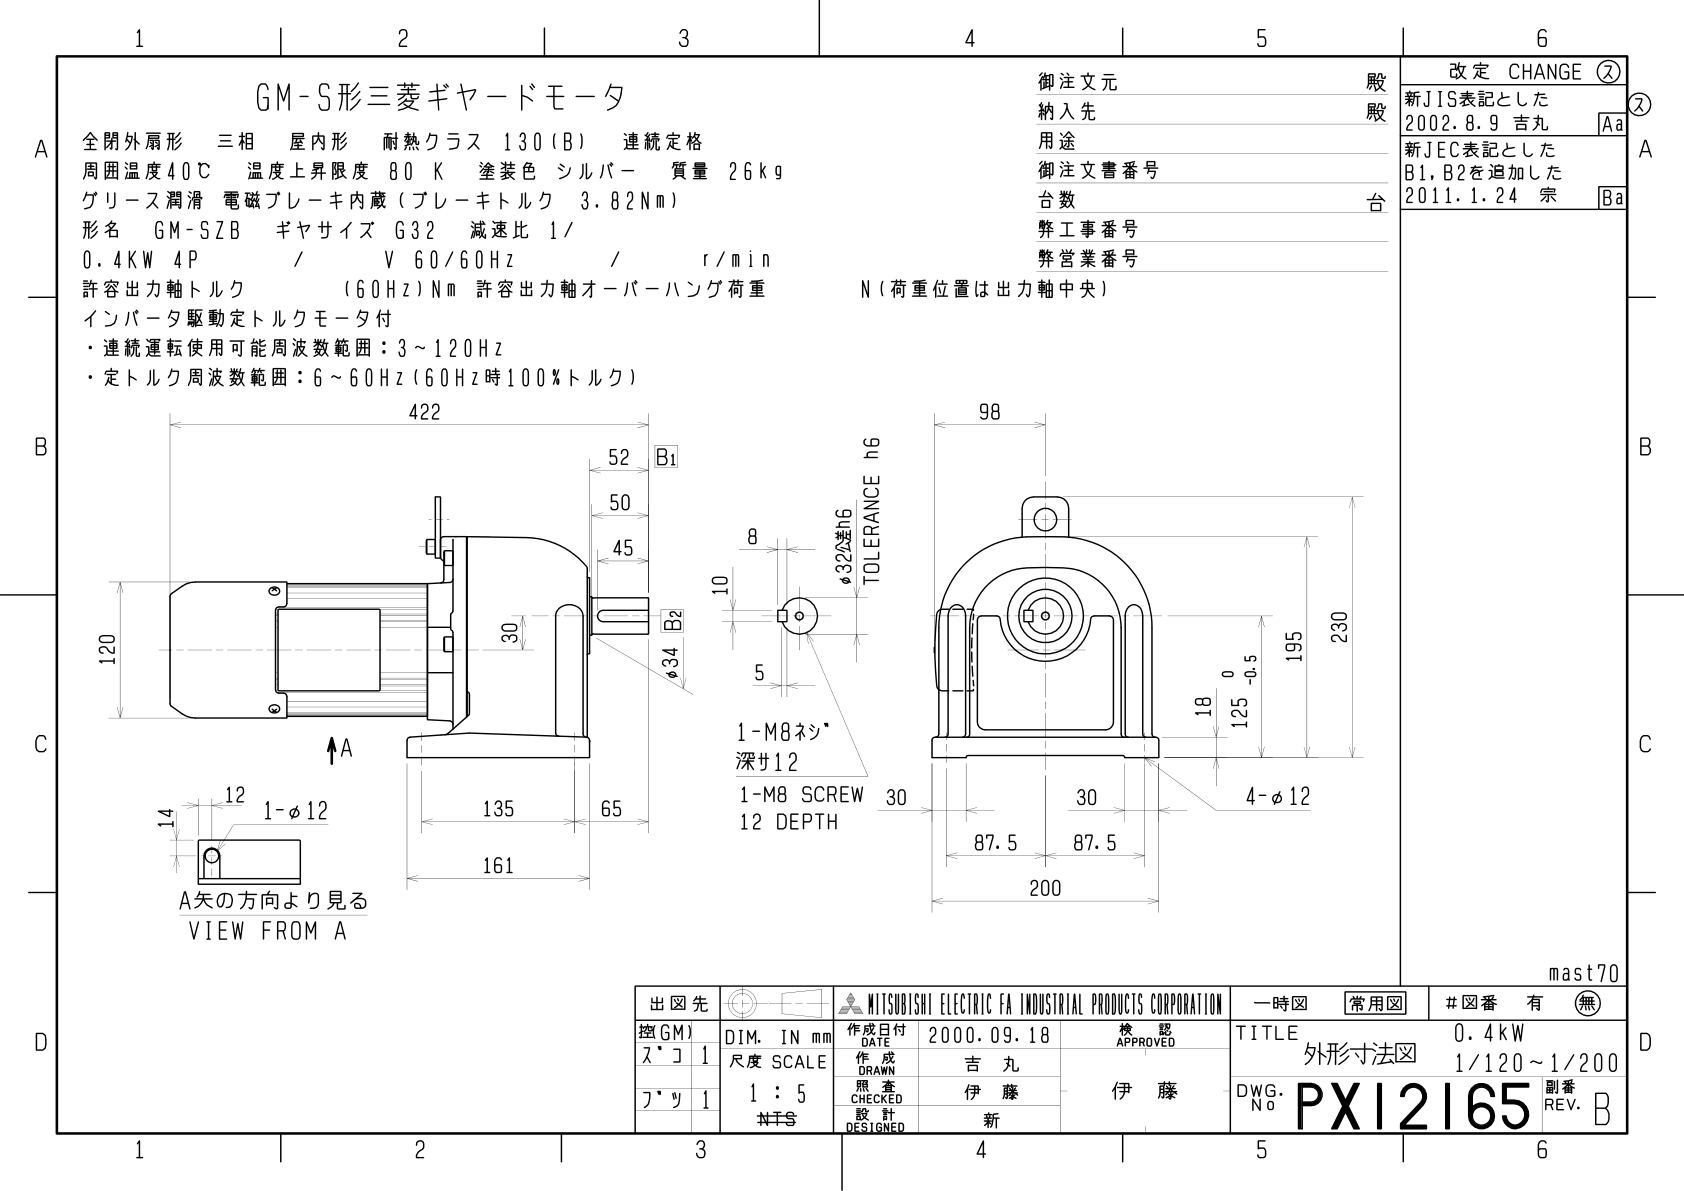 1 2 3 4 5 6
A
B
C
D
A
B
C
D
GM-S形三菱ギヤードモータ
全閉外扇形 三相 屋内形 耐熱クラス 130(B) 連続定格
周囲温度40℃ 温度上昇限度 80 K 塗装色 シルバー 質量 26kg
グリース潤滑 電磁ブレーキ内蔵(ブレーキトルク 3.82Nm)
形名 GM-SZB ギヤサイズ G32 減速比 1/
0.4KW 4P / V 60/60Hz / r/min
許容出力軸トルク (60Hz)Nm 許容出力軸オーバーハング荷重 N(荷重位置は出力軸中央)
インバータ駆動定トルクモータ付
・連続運転使用可能周波数範囲:3~120Hz
・定トルク周波数範囲:6~60Hz(60Hz時100%トルク)
御注文元 殿
納入先 殿
用途
御注文書番号
台数 台
弊工事番号
弊営業番号
改定 CHANGE ス
新JIS表記とした
2002.8.9 吉丸 Aa
ス
新JEC表記とした
B1,B2を追加した
2011.1.24 宗 Ba
422
52 B1
50
45
30
B2
φ34
120
A
135
65
161
12
14
1-φ12
A矢の方向より見る
VIEW FROM A
8
10
5
φ32公差h6
TOLERANCE h6
1-M8ネジ
深サ12
1-M8 SCREW
12 DEPTH
98
230
195
125 0 -0.5
18
30
30
4-φ12
87.5
87.5
200
mast70
出図先
控(GM)
ズコ 1
ブツ 1
DIM. IN mm
尺度 SCALE
1 : 5
NTS
MITSUBISHI ELECTRIC FA INDUSTRIAL PRODUCTS CORPORATION
作成日付 DATE 2000.09.18
作成 DRAWN 吉丸
照査 CHECKED 伊藤
設計 DESIGNED 新
検認 APPROVED
伊藤
一時図 常用図 #図番 有 無
TITLE
外形寸法図
0.4kW
1/120~1/200
DWG. No PX12165
副番 REV. B
1 2 3 4 5 6